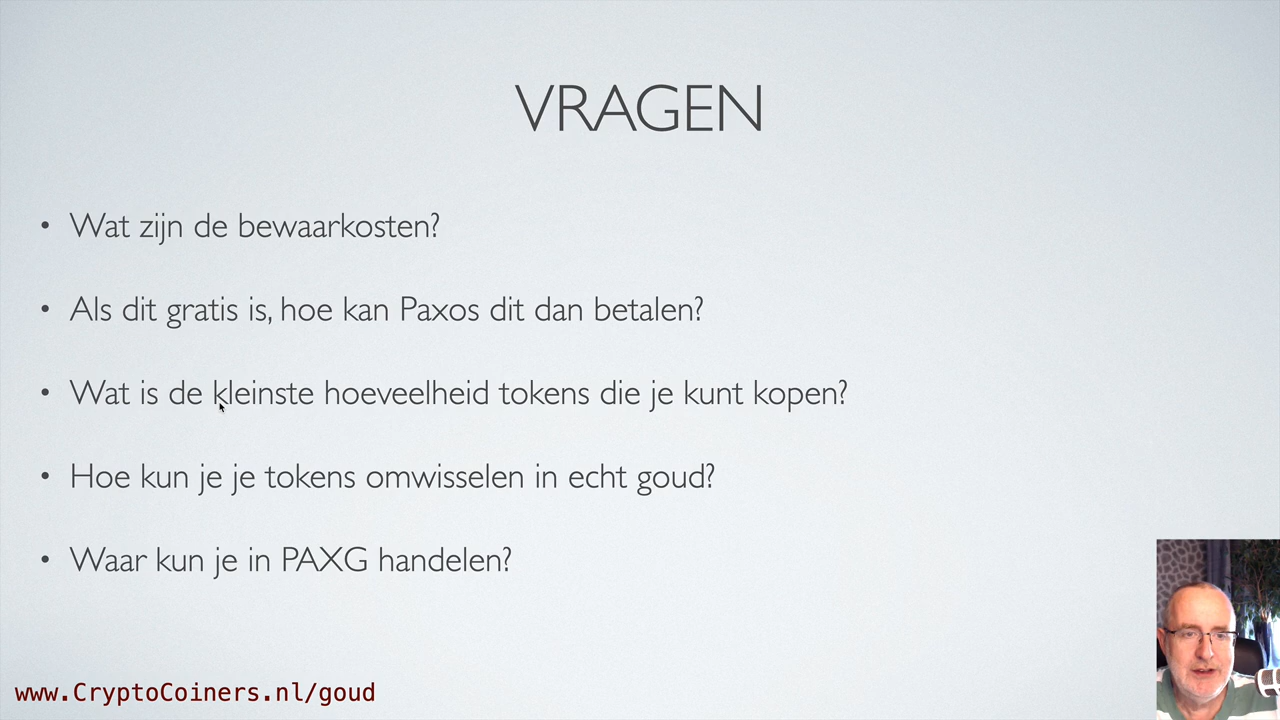 VRAGEN
• Wat zijn de bewaarkosten?
• Als dit gratis is, hoe kan Paxos dit dan betalen?
• Wat is de kleinste hoeveelheid tokens die je kunt kopen?
• Hoe kun je je tokens omwisselen in echt goud?
• Waar kun je in PAXG handelen?
www.CryptoCoiners.nl/goud